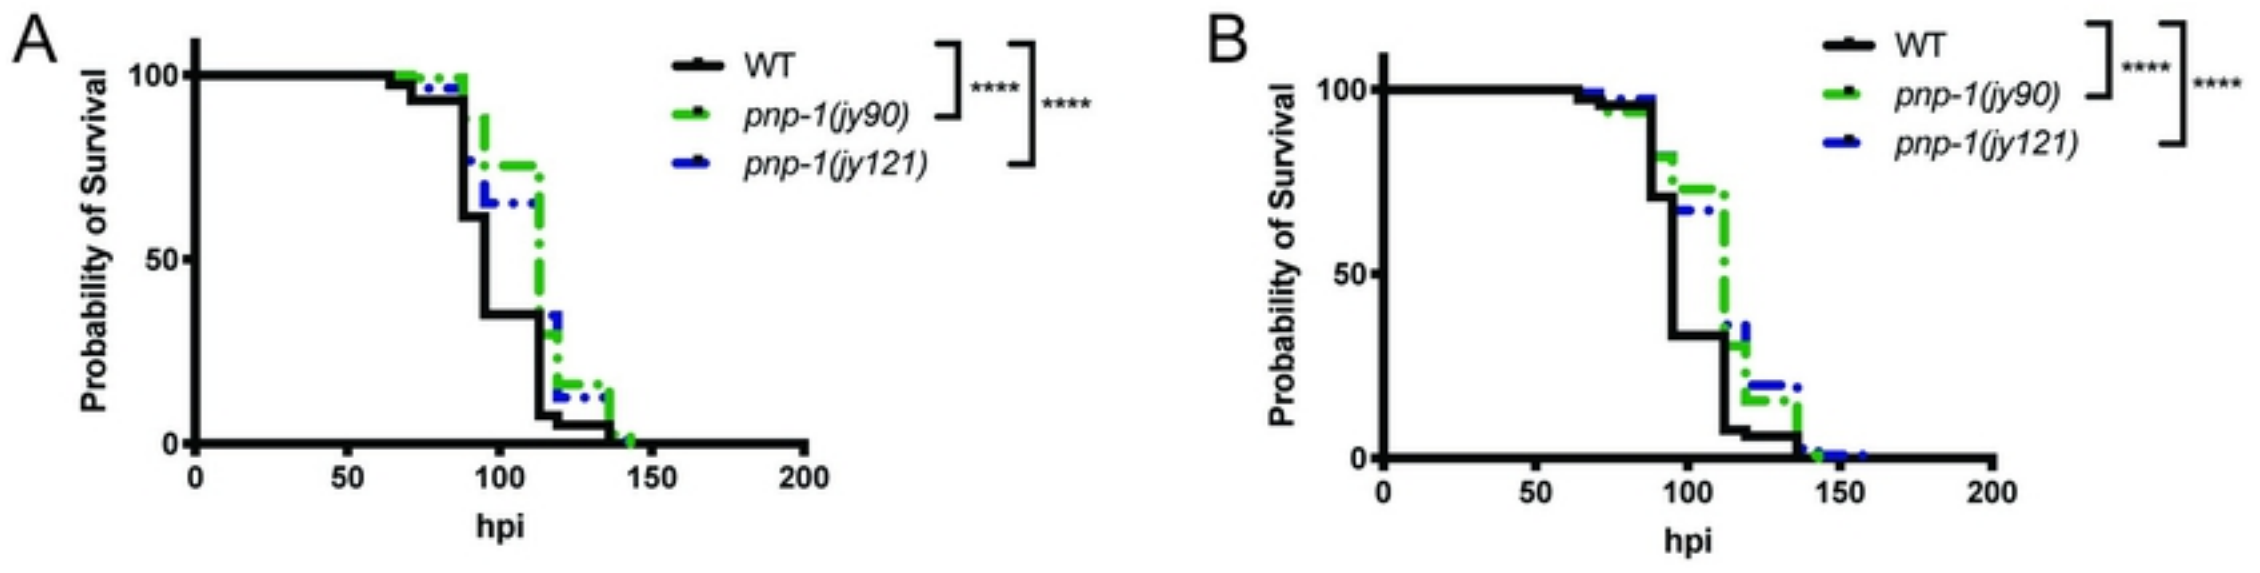 A
Probability of Survival
100
50
0
0 50 100 150 200
hpi
WT
pnp-1(jy90)
pnp-1(jy121)
****
****
B
Probability of Survival
100
50
0
0 50 100 150 200
hpi
WT
pnp-1(jy90)
pnp-1(jy121)
****
****